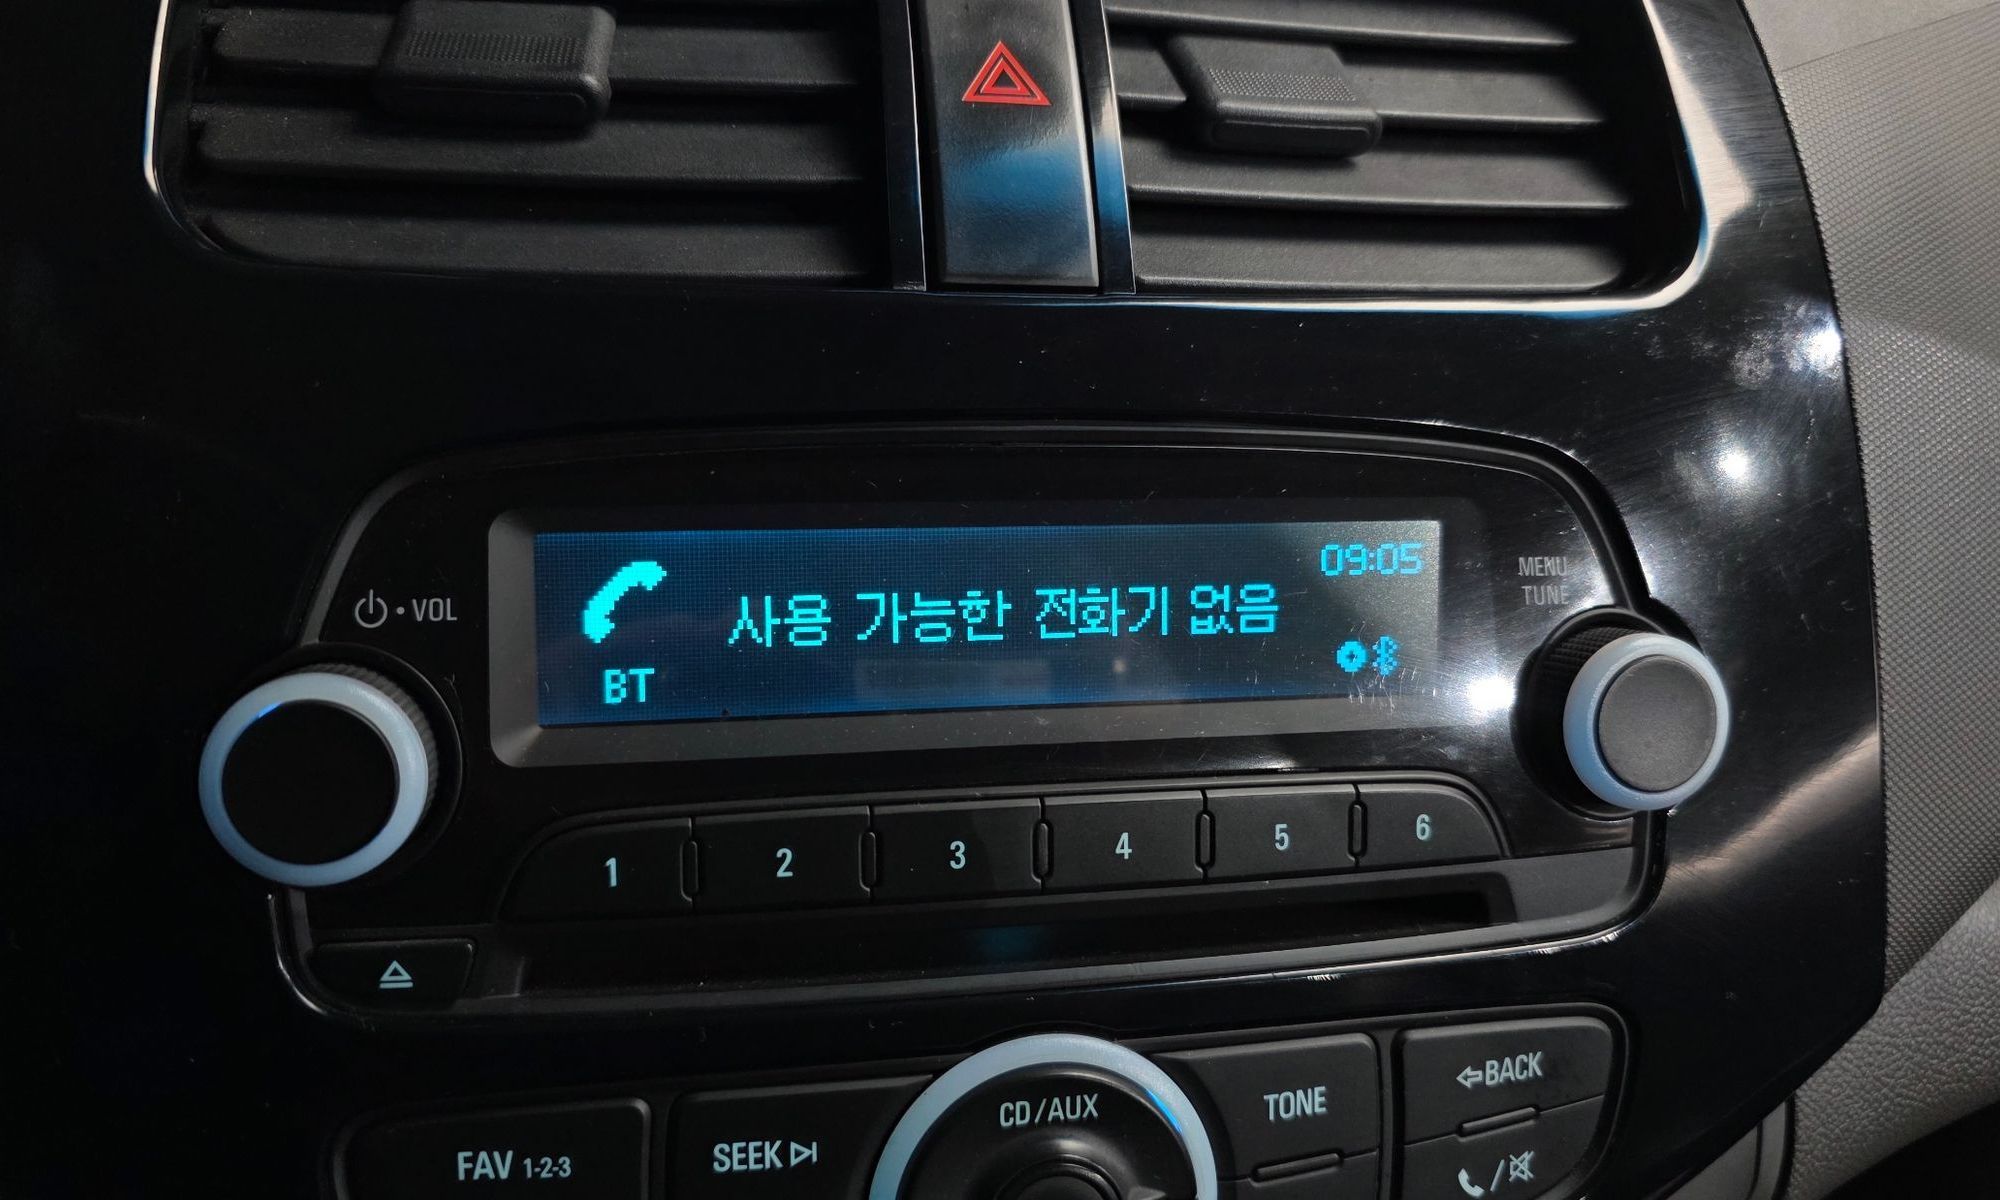 09:05
사용 가능한 전화기 없음
BT
VOL
MENU
TUNE
1 2 3 4 5 6
FAV 1-2-3
SEEK
CD/AUX
TONE
BACK